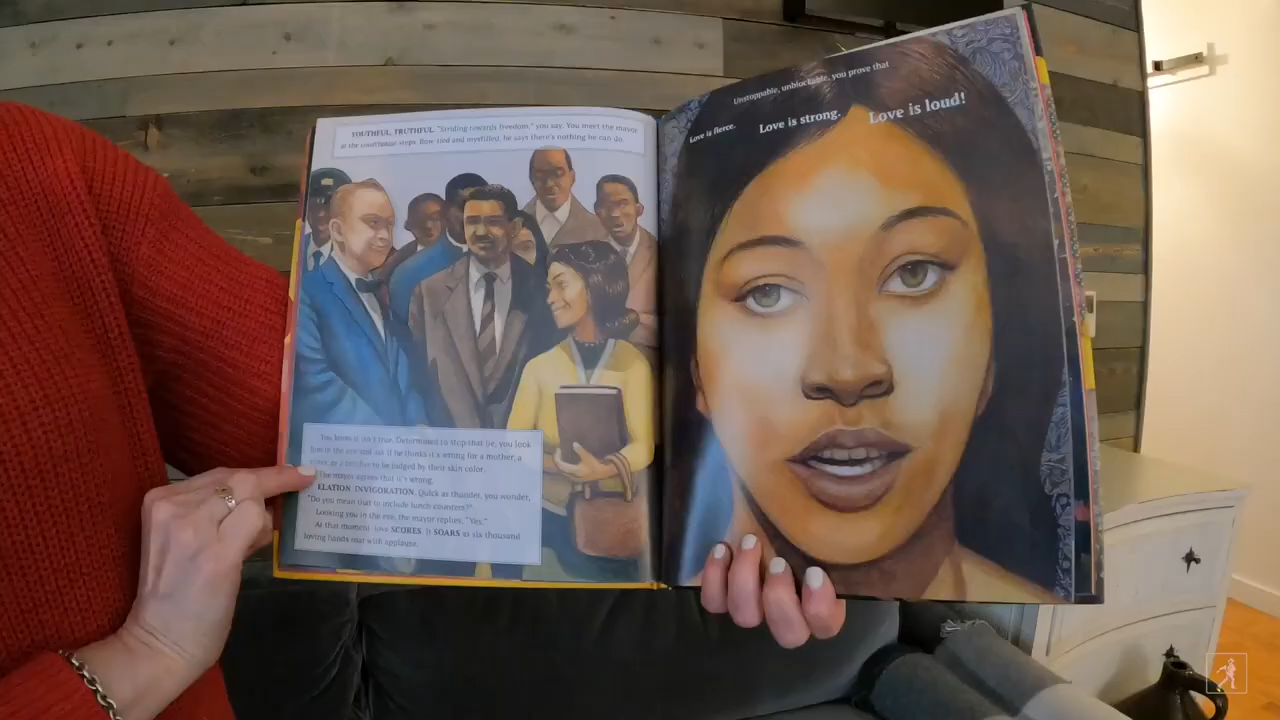 YOUTHFUL, TRUTHFUL. "Striding towards freedom," you say. You meet the mayor
at the courthouse steps. Bow-tied and mystified, he says there's nothing he can do.
You know it isn't true. Determined to stop that lie, you look
him in the eye and ask if he thinks it's wrong for a mother, a
or a teacher to be judged by their skin color.
The mayor agrees that it's wrong.
ELATION. INVIGORATION. Quick as thunder, you wonder,
"Do you mean that to include lunch counters?"
Looking you in the eye, the mayor replies, "Yes."
At that moment love SCORES. It SOARS as six thousand
loving hands roar with applause.
Unstoppable, unblockable, you prove that
Love is fierce. Love is strong. Love is loud!